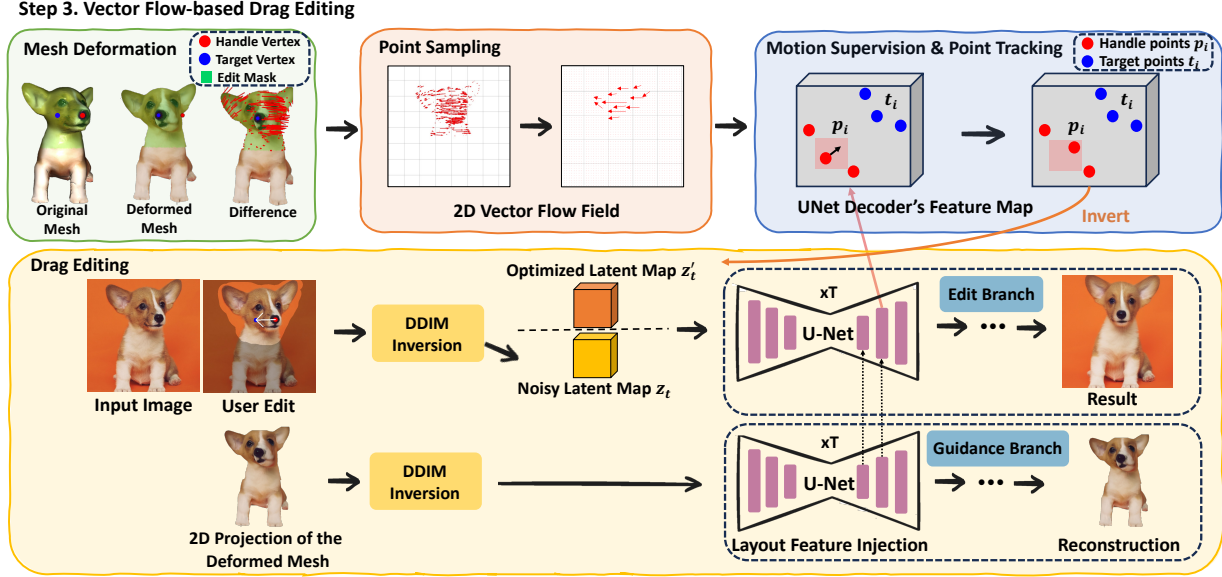 Step 3. Vector Flow-based Drag Editing
Mesh Deformation
Handle Vertex
Target Vertex
Edit Mask
Original
Mesh
Deformed
Mesh
Difference
Point Sampling
2D Vector Flow Field
Motion Supervision & Point Tracking
Handle points p_i
Target points t_i
t_i
p_i
t_i
p_i
UNet Decoder's Feature Map
Invert
Drag Editing
Input Image
User Edit
DDIM
Inversion
Optimized Latent Map z'_t
Noisy Latent Map z_t
xT
U-Net
Edit Branch
Result
2D Projection of the
Deformed Mesh
DDIM
Inversion
xT
U-Net
Layout Feature Injection
Guidance Branch
Reconstruction